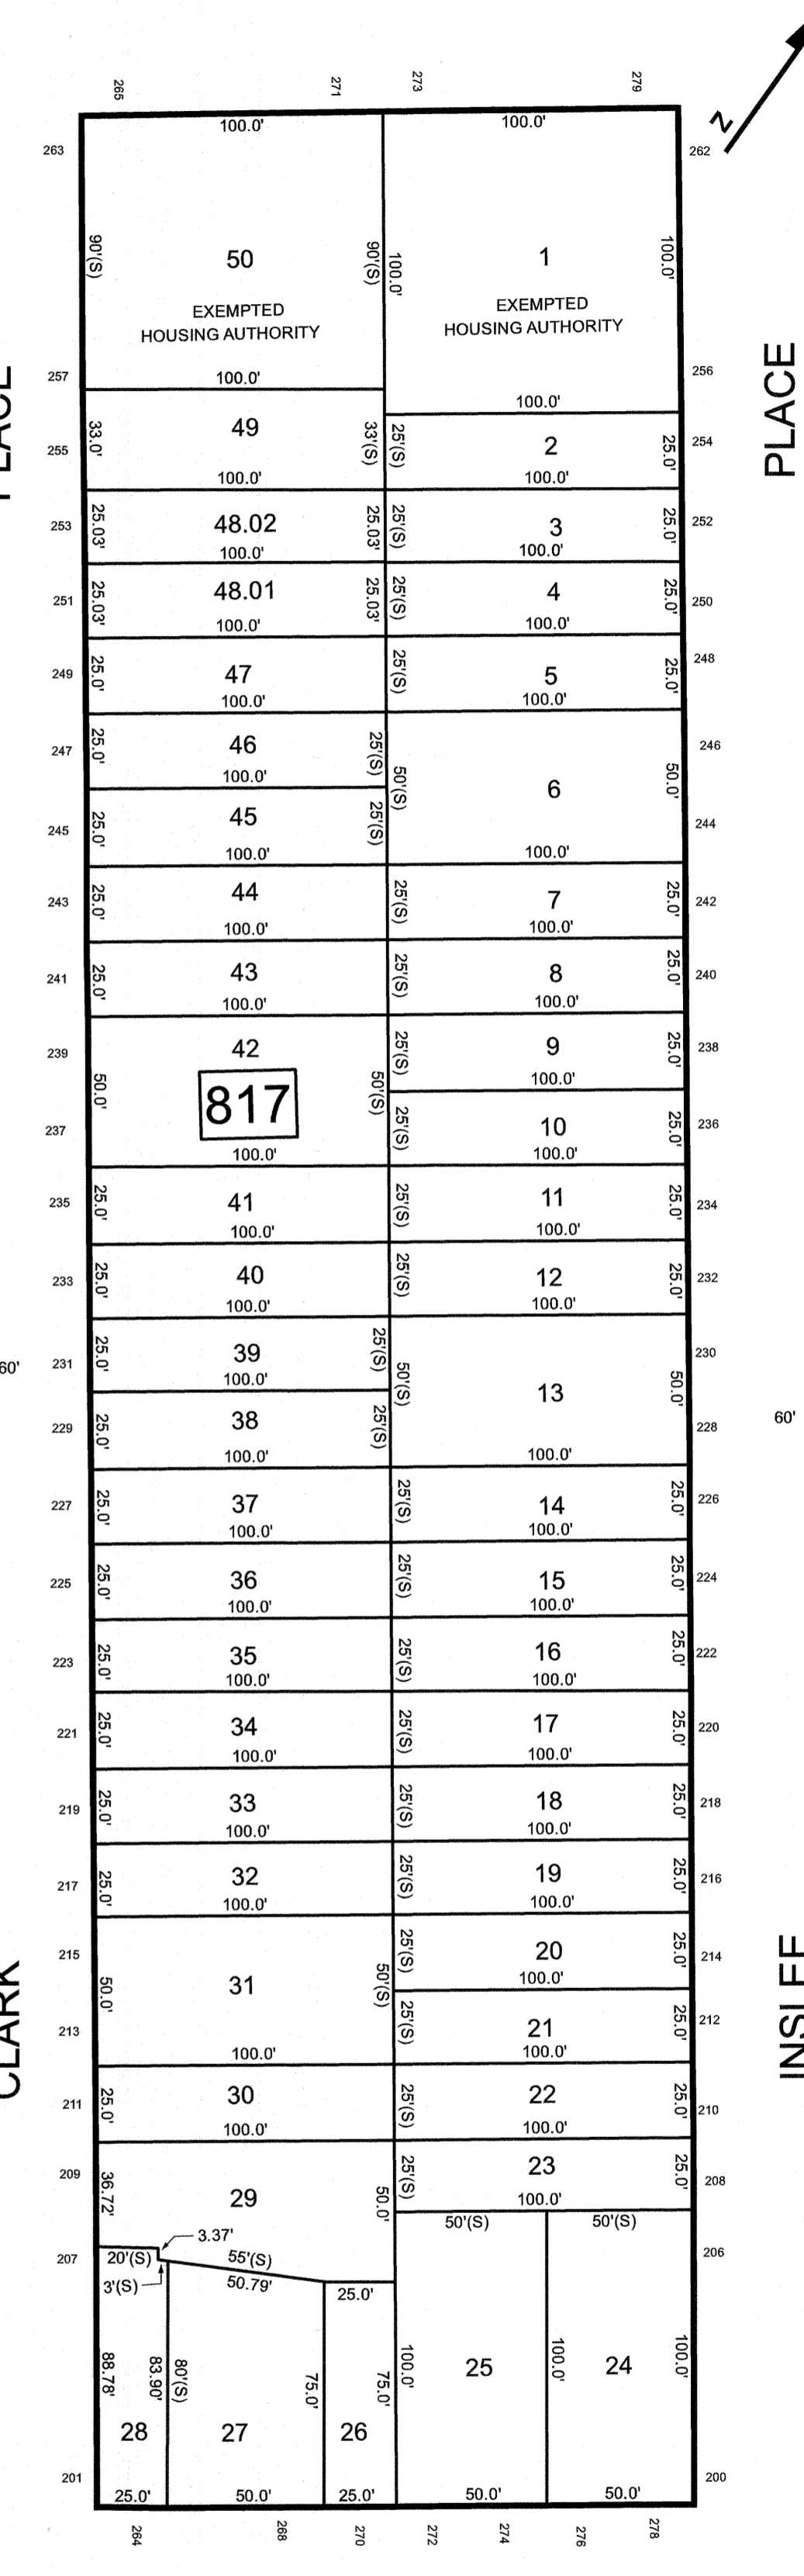 265 271 273 279
N
100.0' 100.0'
263 262
90'(S) 50 90'(S) 100.0' 1 100.0'
EXEMPTED EXEMPTED
HOUSING AUTHORITY HOUSING AUTHORITY
PLACE PLACE
257 100.0' 256
100.0'
255 33.0' 49 33'(S) 25'(S) 2 25.0' 254
100.0' 100.0'
253 25.03' 48.02 25.03' 25'(S) 3 25.0' 252
100.0' 100.0'
251 25.03' 48.01 25.03' 25'(S) 4 25.0' 250
100.0' 100.0'
249 25.0' 47 25'(S) 5 25.0' 248
100.0' 100.0'
247 25.0' 46 25'(S) 246
100.0'
50'(S) 6 50.0'
245 25.0' 45 25'(S) 244
100.0' 100.0'
243 25.0' 44 25'(S) 7 25.0' 242
100.0' 100.0'
241 25.0' 43 25'(S) 8 25.0' 240
100.0' 100.0'
239 42 25'(S) 9 25.0' 238
100.0'
50.0' 817 50'(S)
237 25'(S) 10 25.0' 236
100.0' 100.0'
235 25.0' 41 25'(S) 11 25.0' 234
100.0' 100.0'
233 25.0' 40 25'(S) 12 25.0' 232
100.0' 100.0'
231 25.0' 39 25'(S) 230
60' 100.0' 50'(S) 13 50.0' 60'
229 25.0' 38 25'(S) 228
100.0' 100.0'
227 25.0' 37 25'(S) 14 25.0' 226
100.0' 100.0'
225 25.0' 36 25'(S) 15 25.0' 224
100.0' 100.0'
223 25.0' 35 25'(S) 16 25.0' 222
100.0' 100.0'
221 25.0' 34 25'(S) 17 25.0' 220
100.0' 100.0'
219 25.0' 33 25'(S) 18 25.0' 218
100.0' 100.0'
217 25.0' 32 25'(S) 19 25.0' 216
100.0' 100.0'
215 25'(S) 20 25.0' 214
100.0'
CLARK 50.0' 31 50'(S) INSLEE
213 25'(S) 21 25.0' 212
100.0' 100.0'
211 25.0' 30 25'(S) 22 25.0' 210
100.0' 100.0'
209 36.72' 29 50.0' 25'(S) 23 25.0' 208
100.0'
3.37' 50'(S) 50'(S)
207 20'(S) 55'(S) 206
3'(S) 50.79' 25.0'
88.78' 83.90' 80'(S) 75.0' 75.0' 100.0' 25 100.0' 24 100.0'
28 27 26
201 200
25.0' 50.0' 25.0' 50.0' 50.0'
264 268 270 272 274 276 278